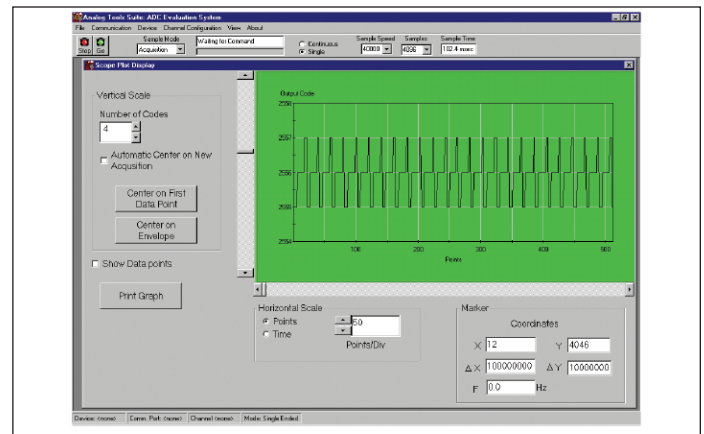 Analog Tools Suite: ADC Evaluation System
File Communication Device Channel Configuration View About
Stop Go
Sample Mode
Acquisition
Waiting for Command
Continuous
Single
Sample Speed
40000
Samples
4096
Sample Time
102.4 msec
Scope Plot Display
Vertical Scale
Number of Codes
4
Automatic Center on New
Acqusition
Center on First
Data Point
Center on
Envelope
Show Data points
Print Graph
Output Code
2558
2557
2556
2554
100 200 300 400 500
Points
Horizontal Scale
Points
Time
50
Points/Div
Marker
Coordinates
X 12 Y 4046
ΔX 100000000 ΔY 10000000
F 0.0 Hz
Device: (none) Comm. Port: (none) Channel (none) Mode: Single Ended